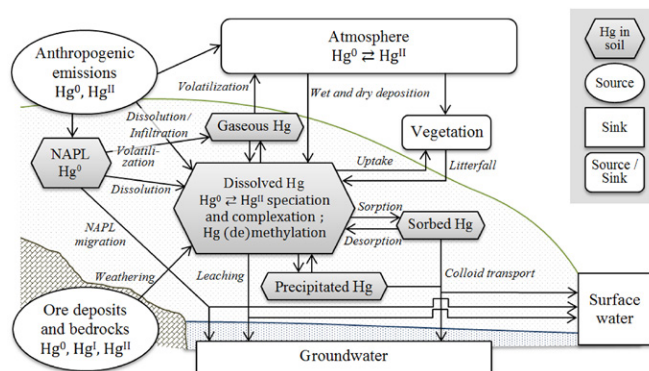 Anthropogenic
emissions
Hg⁰, Hgᴵᴵ
Atmosphere
Hg⁰ ⇄ Hgᴵᴵ
Hg in
soil
Source
Sink
Source /
Sink
Volatilization
Wet and dry deposition
Dissolution/
Infiltration
Gaseous Hg
Vegetation
NAPL
Hg⁰
Volatili-
zation
Dissolution
Uptake
Litterfall
Dissolved Hg
Hg⁰ ⇄ Hgᴵᴵ speciation
and complexation ;
Hg (de)methylation
Sorption
Sorbed Hg
Desorption
NAPL
migration
Weathering
Leaching
Precipitated Hg
Colloid transport
Ore deposits
and bedrocks
Hg⁰, Hgᴵ, Hgᴵᴵ
Surface
water
Groundwater